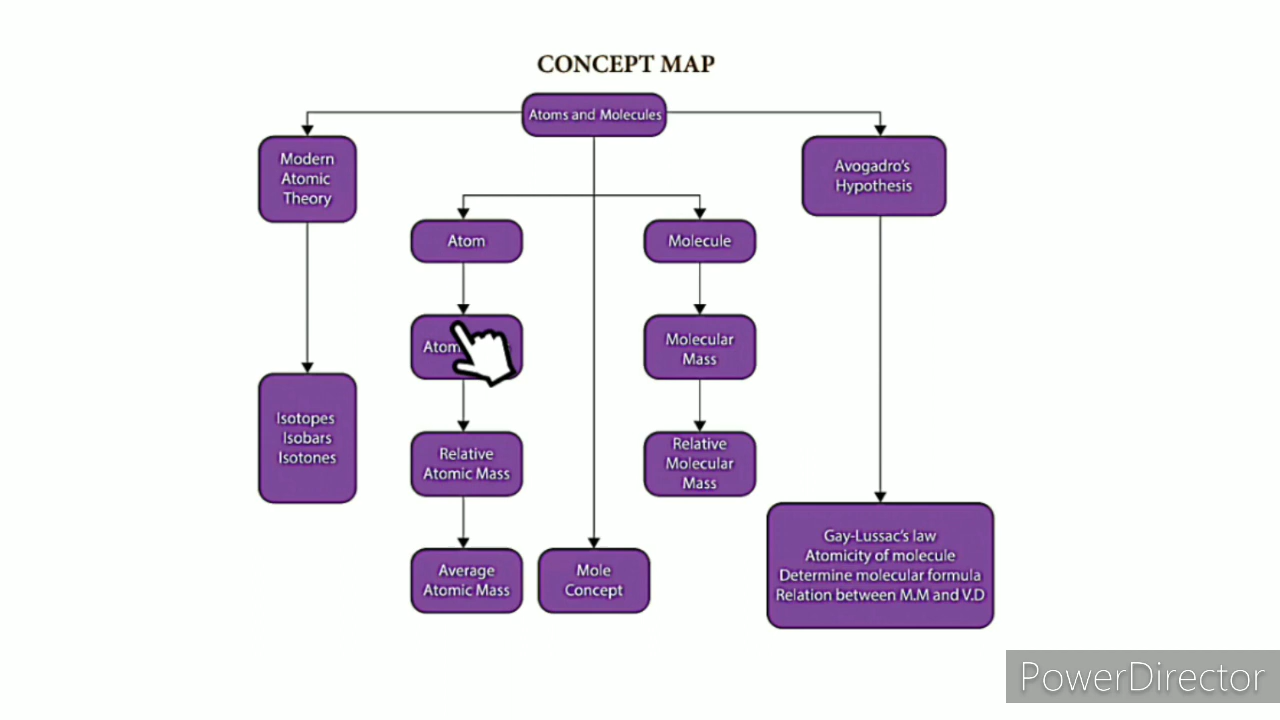 CONCEPT MAP
Atoms and Molecules
Modern
Atomic
Theory
Avogadro's
Hypothesis
Atom
Molecule
Molecular
Mass
Isotopes
Isobars
Isotones
Relative
Atomic Mass
Relative
Molecular
Mass
Average
Atomic Mass
Mole
Concept
Gay-Lussac's law
Atomicity of molecule
Determine molecular formula
Relation between M.M and V.D
PowerDirector